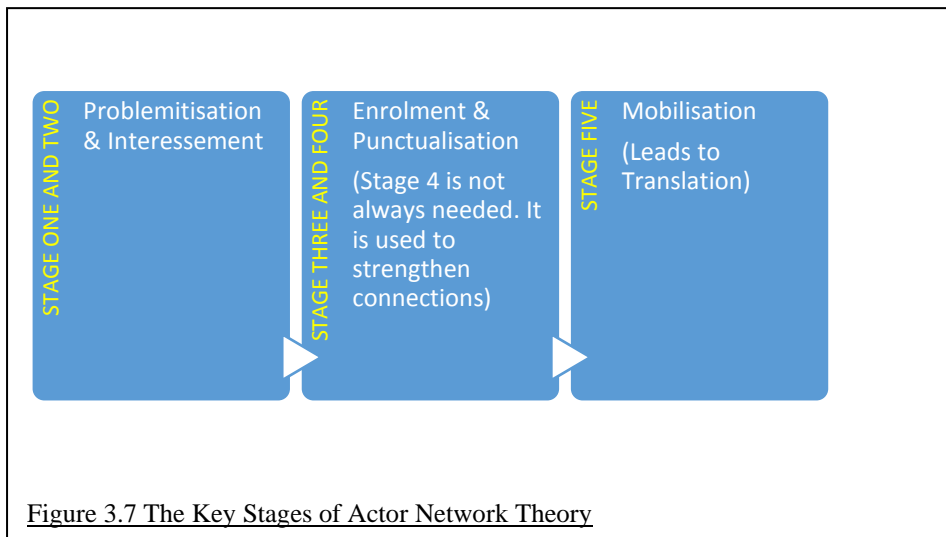 STAGE ONE AND TWO
Problemitisation
& Interessement
STAGE THREE AND FOUR
Enrolment &
Punctualisation
(Stage 4 is not
always needed. It
is used to
strengthen
connections)
STAGE FIVE
Mobilisation
(Leads to
Translation)
Figure 3.7 The Key Stages of Actor Network Theory